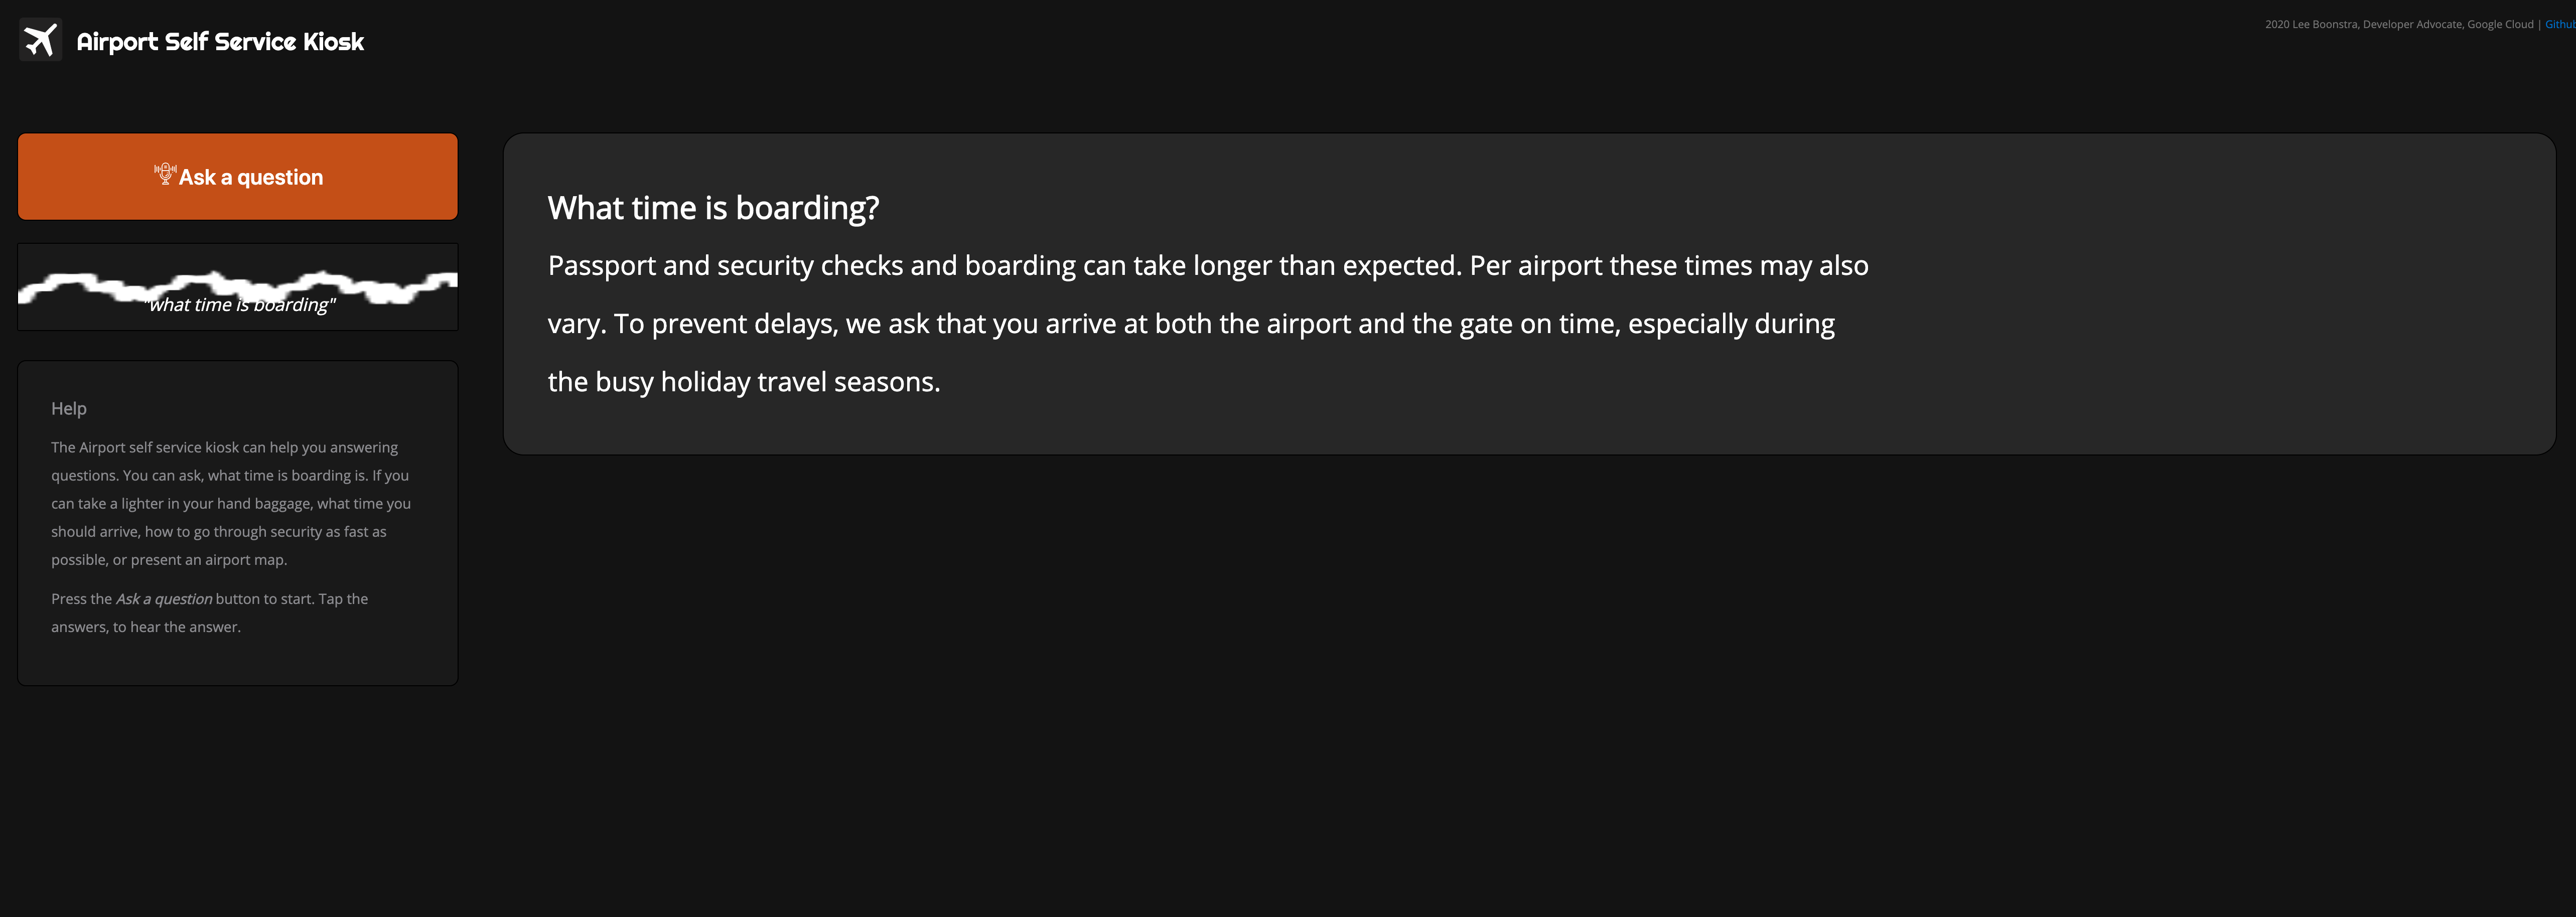 Airport Self Service Kiosk
2020 Lee Boonstra, Developer Advocate, Google Cloud | Github
Ask a question
"what time is boarding"
Help
The Airport self service kiosk can help you answering
questions. You can ask, what time is boarding is. If you
can take a lighter in your hand baggage, what time you
should arrive, how to go through security as fast as
possible, or present an airport map.
Press the Ask a question button to start. Tap the
answers, to hear the answer.
What time is boarding?
Passport and security checks and boarding can take longer than expected. Per airport these times may also
vary. To prevent delays, we ask that you arrive at both the airport and the gate on time, especially during
the busy holiday travel seasons.